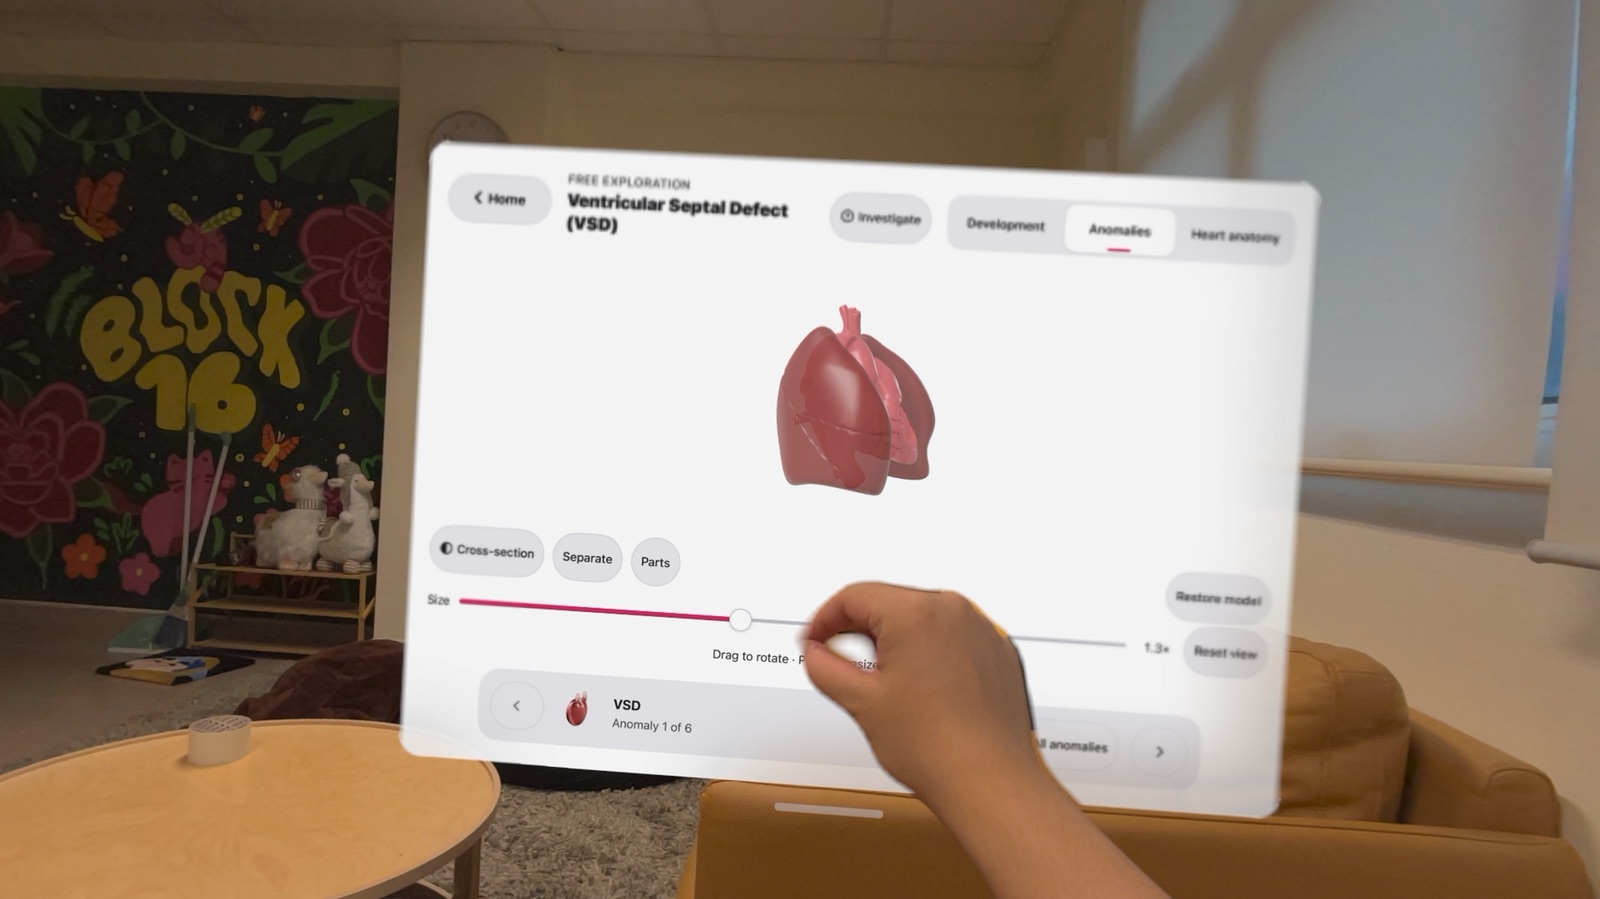 BLOCK
16
Home
FREE EXPLORATION
Ventricular Septal Defect
(VSD)
Investigate
Development
Anomalies
Heart anatomy
Cross-section
Separate
Parts
Size
1.3×
Restore model
Reset view
Drag to rotate ·
VSD
Anomaly 1 of 6
anomalies